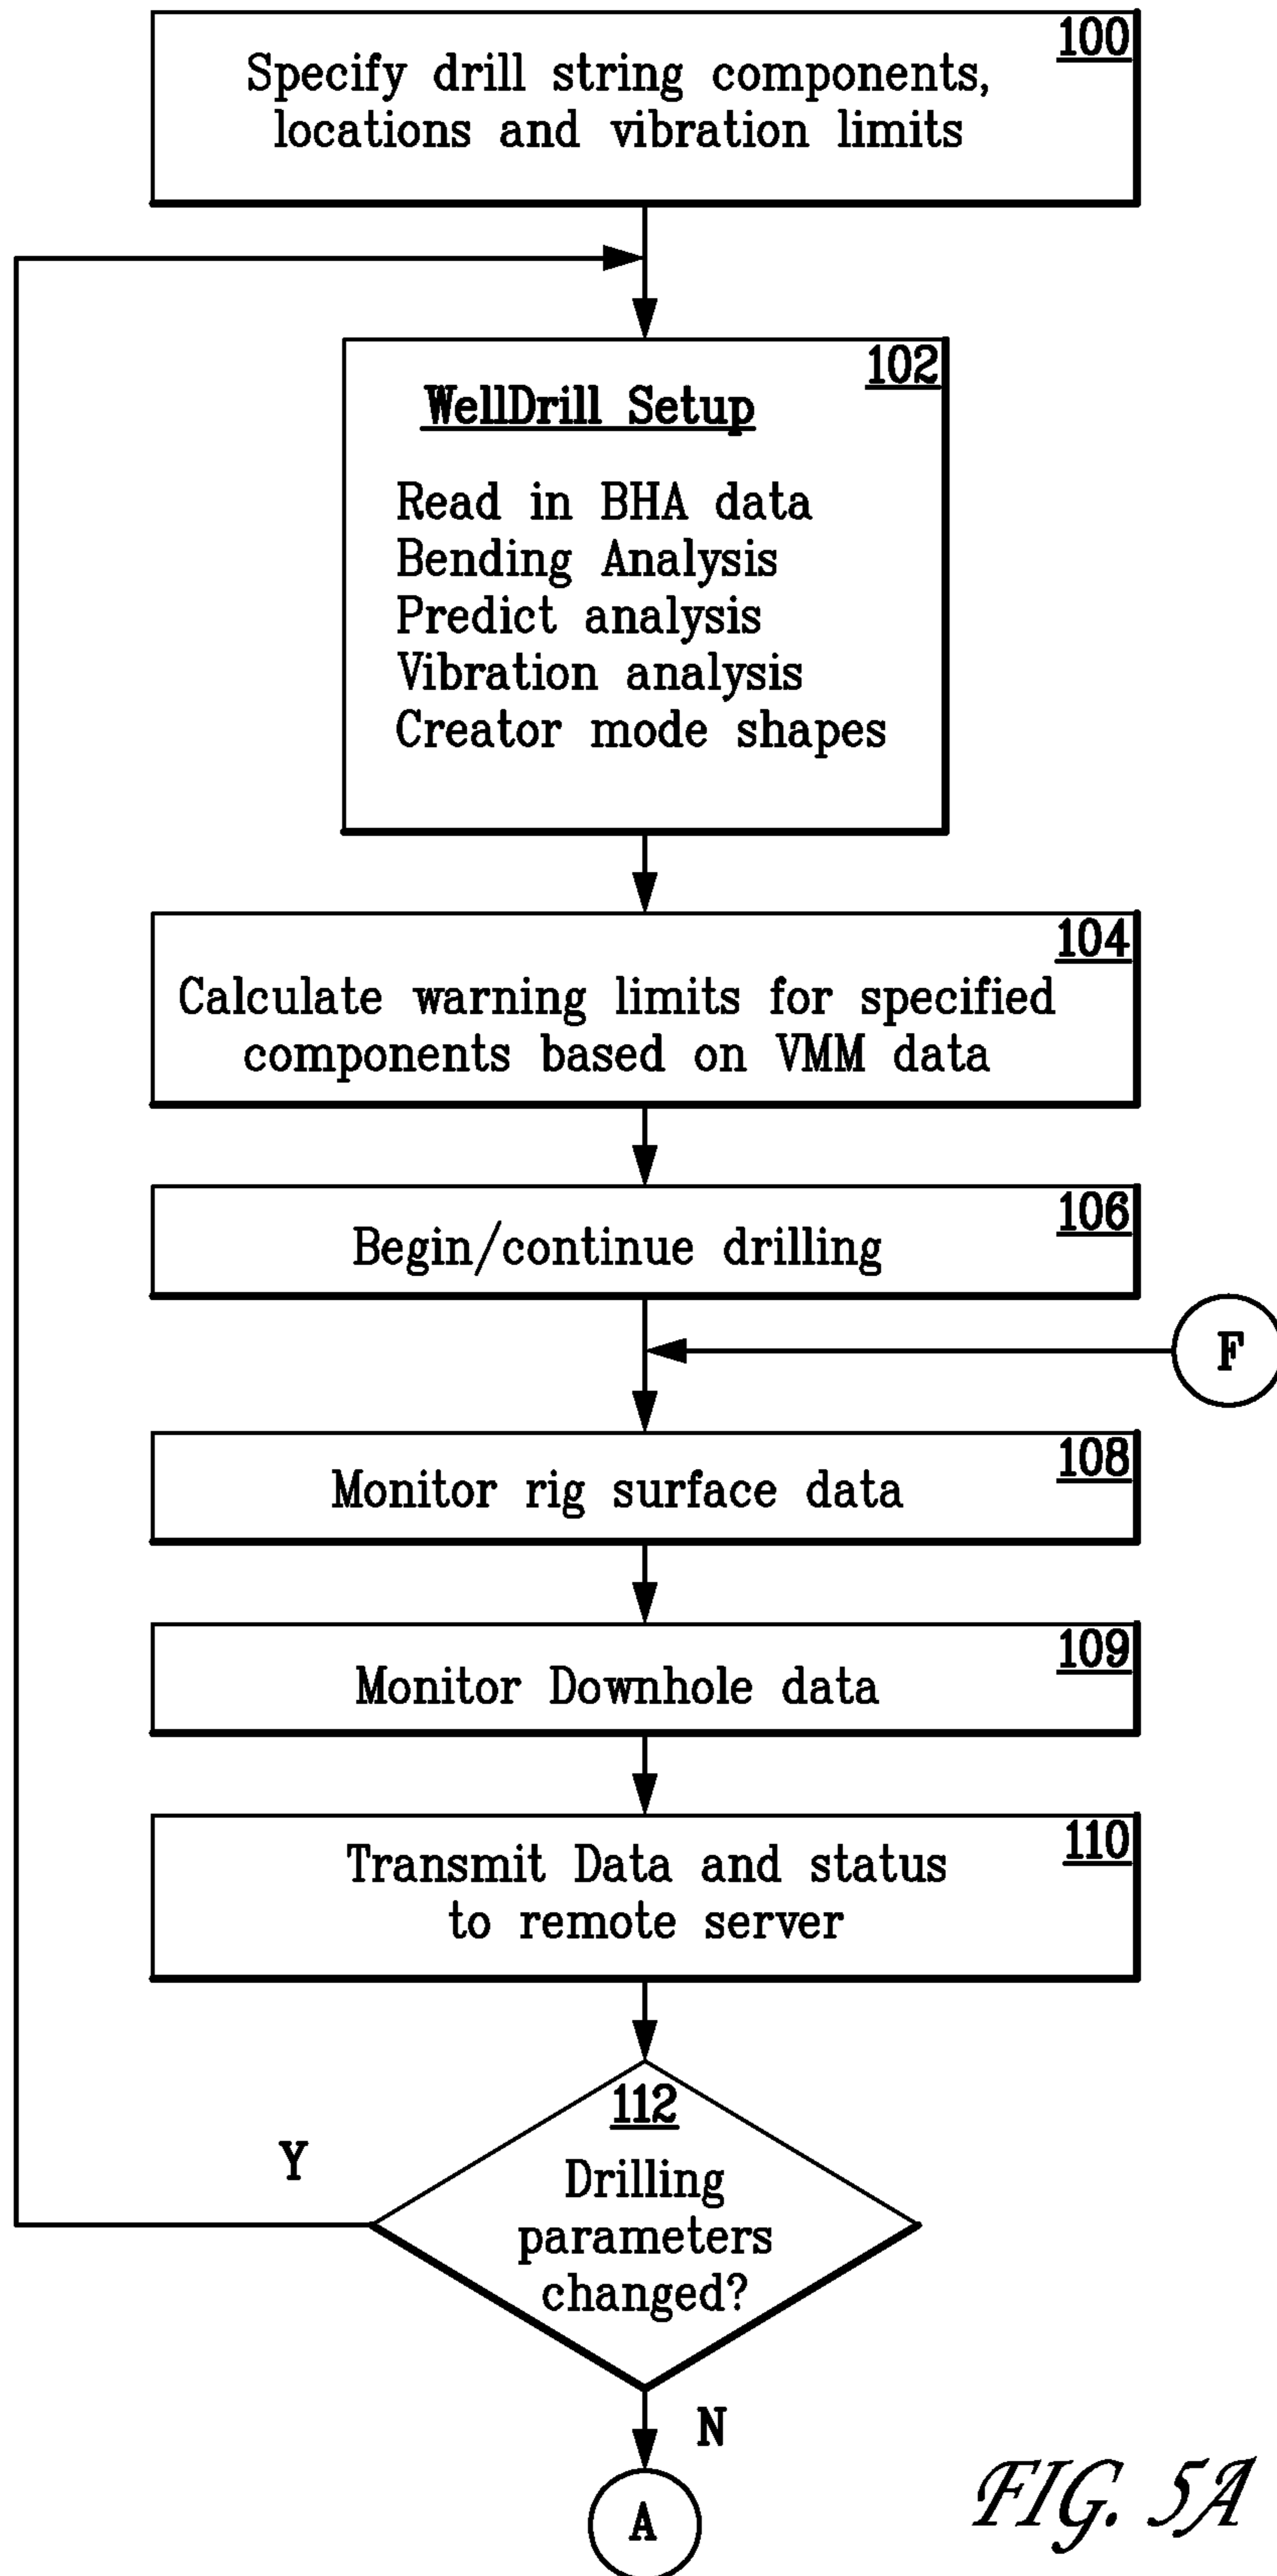 100
Specify drill string components,
locations and vibration limits
102
WellDrill Setup
Read in BHA data
Bending Analysis
Predict analysis
Vibration analysis
Creator mode shapes
104
Calculate warning limits for specified
components based on VMM data
106
Begin/continue drilling
F
108
Monitor rig surface data
109
Monitor Downhole data
110
Transmit Data and status
to remote server
112
Drilling
parameters
changed?
Y
N
A
FIG. 5A